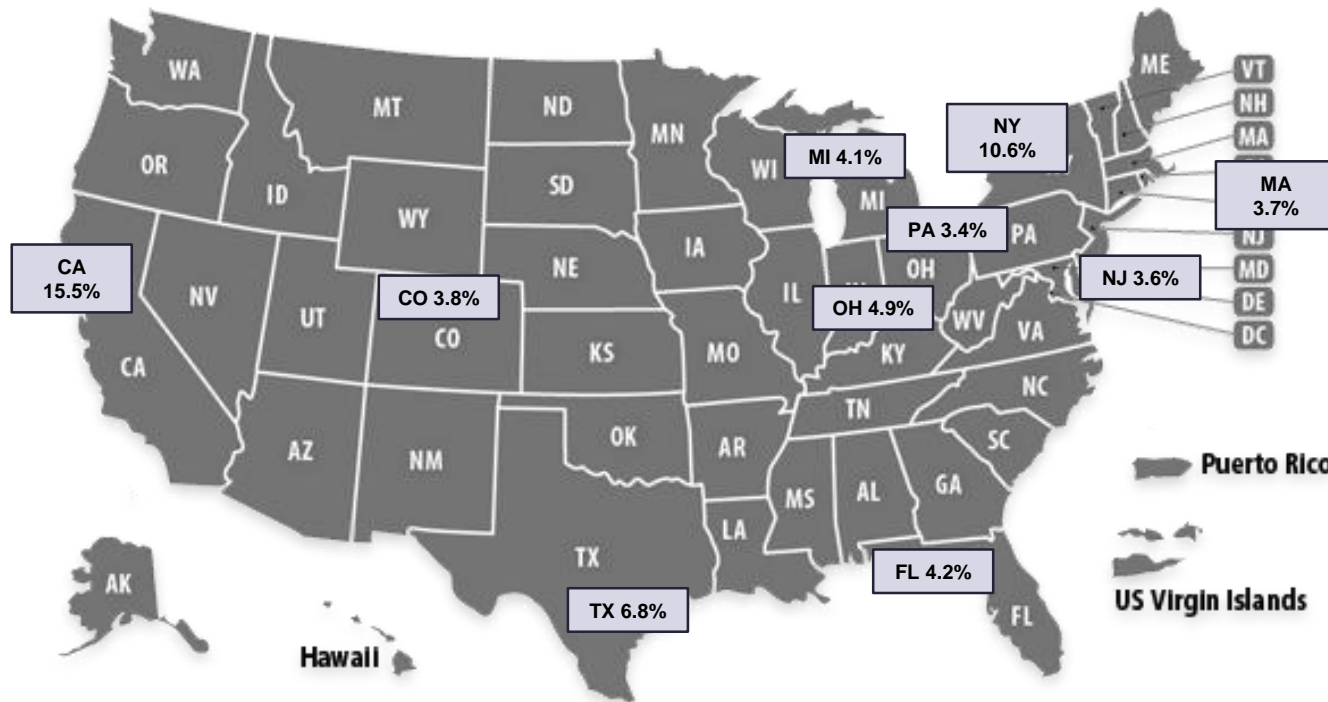 WA
MT
ND
MN
ME
VT
NH
MA
NY
10.6%
OR
ID
SD
WI
MI 4.1%
MI
MA
3.7%
WY
PA 3.4%
PA
NJ
CA
15.5%
NV
UT
CO 3.8%
CO
NE
IA
IL
OH
OH 4.9%
NJ 3.6%
MD
DE
DC
WV
VA
KS
MO
KY
CA
AZ
NM
OK
AR
TN
NC
SC
MS
AL
GA
Puerto Rico
LA
TX
TX 6.8%
FL 4.2%
FL
US Virgin Islands
AK
Hawaii